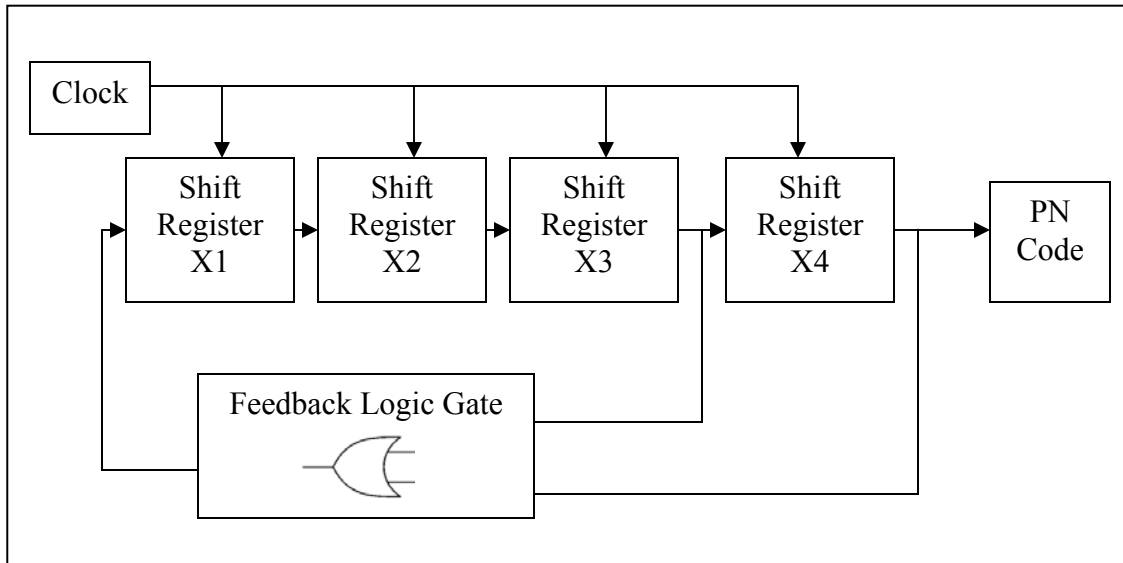 Clock
Shift
Register
X1
Shift
Register
X2
Shift
Register
X3
Shift
Register
X4
PN
Code
Feedback Logic Gate